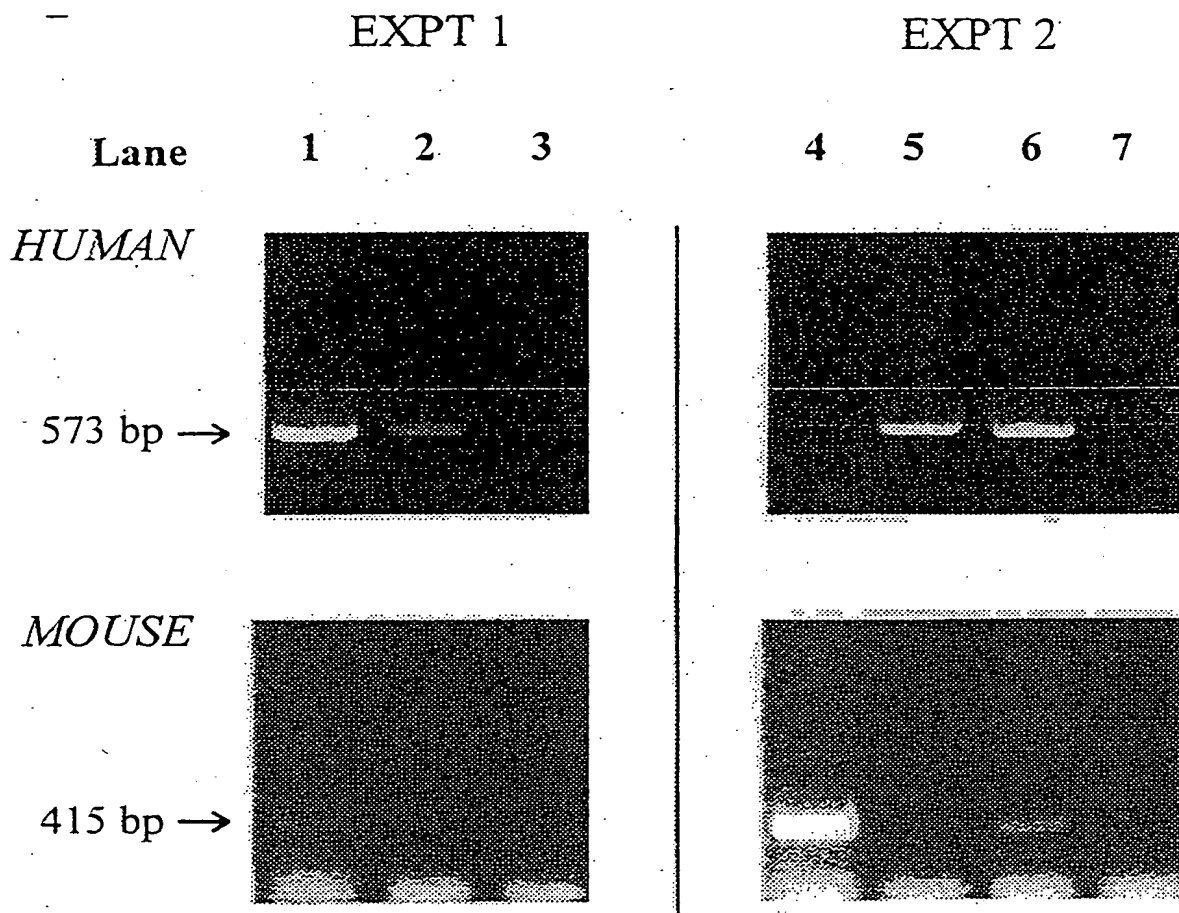 EXPT 1 EXPT 2
Lane 1 2 3 4 5 6 7
HUMAN
573 bp →
MOUSE
415 bp →